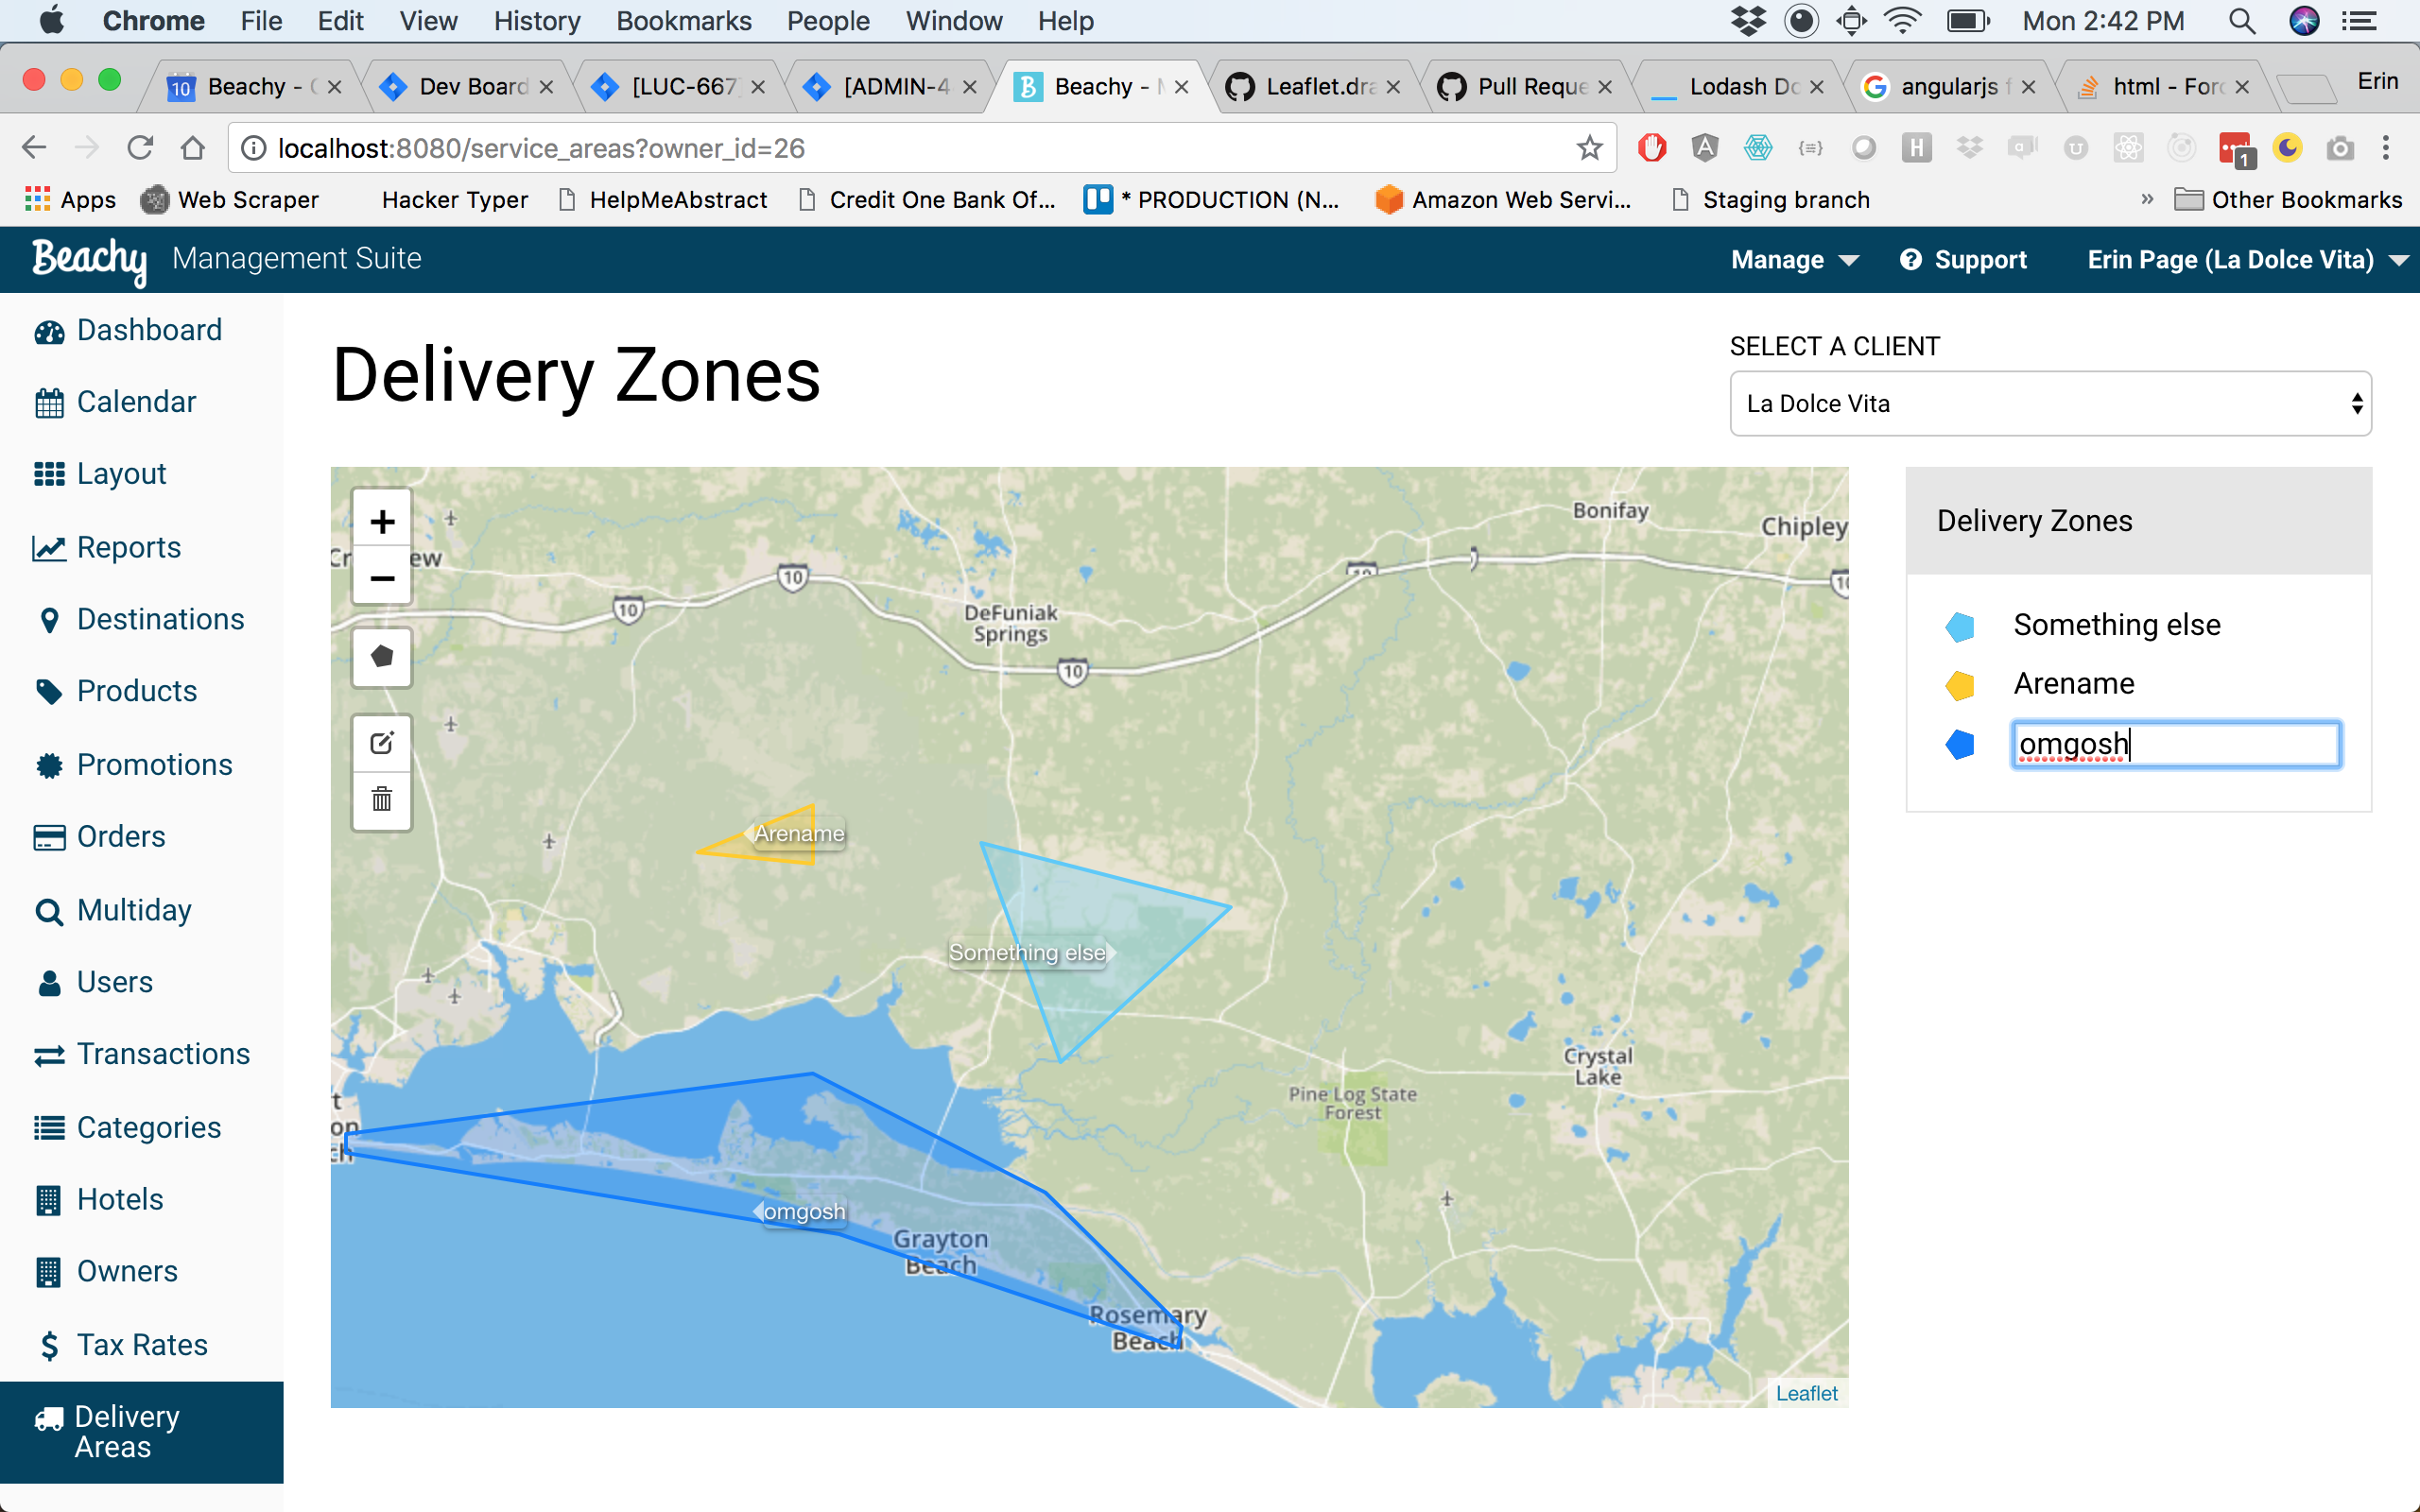 Chrome File Edit View History Bookmarks People Window Help Mon 2:42 PM
10 Beachy - Dev Board [LUC-667 [ADMIN-4 B Beachy - Leaflet.dra Pull Reque Lodash Do angularjs f html - Forc Erin
localhost:8080/service_areas?owner_id=26
1
Apps Web Scraper Hacker Typer HelpMeAbstract Credit One Bank Of... * PRODUCTION (N... Amazon Web Servi... Staging branch » Other Bookmarks
Beachy Management Suite Manage Support Erin Page (La Dolce Vita)
Dashboard
Calendar
Layout
Reports
Destinations
Products
Promotions
Orders
Multiday
Users
Transactions
Categories
Hotels
Owners
Tax Rates
Delivery
Areas
Delivery Zones
SELECT A CLIENT
La Dolce Vita
+
−
Bonifay
Chipley
10
10
10
DeFuniak
Springs
Arename
Something else
Crystal
Lake
Pine Log State
Forest
omgosh
Grayton
Beach
Rosemary
Beach
Leaflet
Delivery Zones
Something else
Arename
omgosh